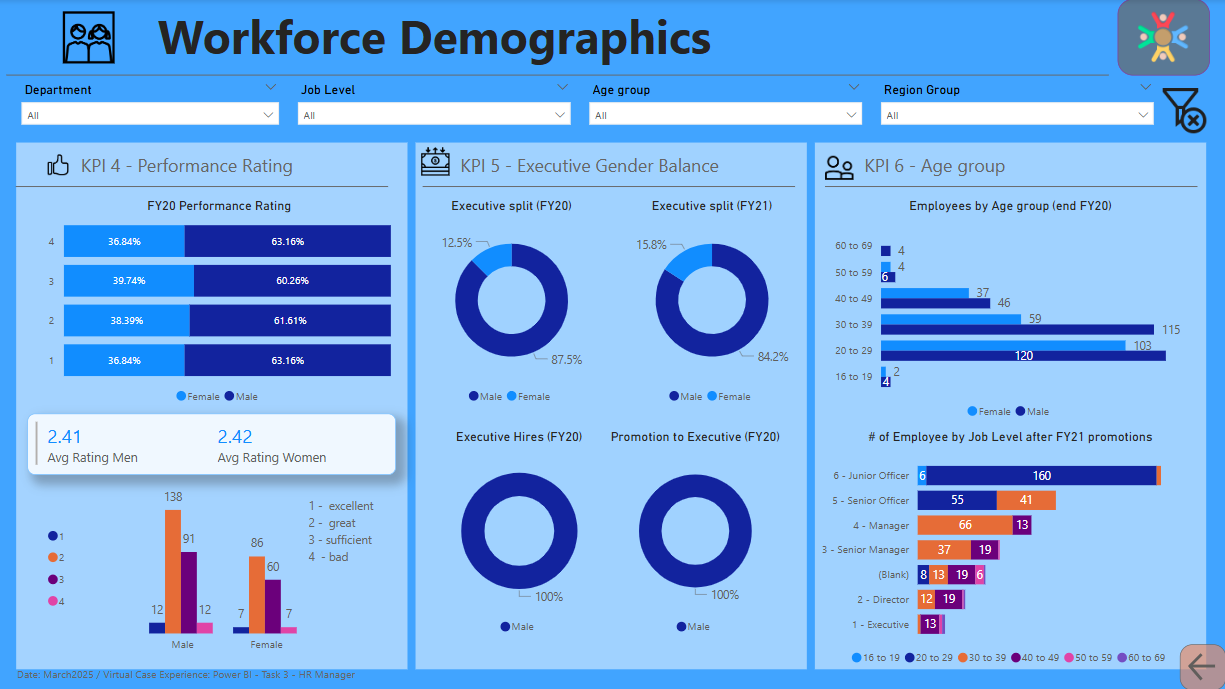 Workforce Demographics
Department
Job Level
Age group
Region Group
All
All
All
All
KPI 4 - Performance Rating
FY20 Performance Rating
4
36.84%
63.16%
3
39.74%
60.26%
2
38.39%
61.61%
1
36.84%
63.16%
Female
Male
2.41
Avg Rating Men
2.42
Avg Rating Women
1
2
3
4
12
138
91
12
Male
7
86
60
7
Female
1 - excellent
2 - great
3 - sufficient
4 - bad
KPI 5 - Executive Gender Balance
Executive split (FY20)
12.5%
87.5%
Male
Female
Executive split (FY21)
15.8%
84.2%
Male
Female
Executive Hires (FY20)
100%
Male
Promotion to Executive (FY20)
100%
Male
KPI 6 - Age group
Employees by Age group (end FY20)
60 to 69
4
50 to 59
4
6
40 to 49
37
46
30 to 39
59
115
20 to 29
103
120
16 to 19
2
4
Female
Male
# of Employee by Job Level after FY21 promotions
6 - Junior Officer
6
160
5 - Senior Officer
55
41
4 - Manager
66
13
3 - Senior Manager
37
19
(Blank)
8
13
19
6
2 - Director
12
19
1 - Executive
13
16 to 19
20 to 29
30 to 39
40 to 49
50 to 59
60 to 69
Date: March2025 / Virtual Case Experience: Power BI - Task 3 - HR Manager